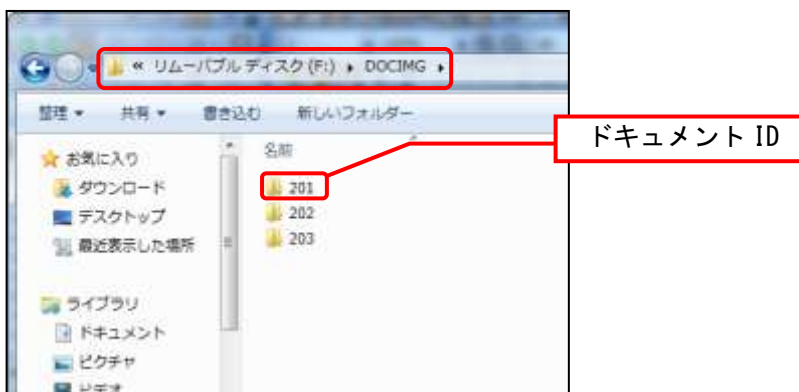 « リムーバブル ディスク (F:) ▸ DOCIMG ▸
整理 ▼ 共有 ▼ 書き込む 新しいフォルダー
お気に入り
ダウンロード
デスクトップ
最近表示した場所
ライブラリ
ドキュメント
ピクチャ
ビデオ
名前
201
202
203
ドキュメント ID